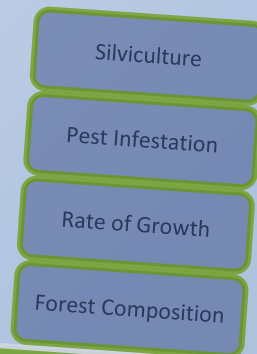 Silviculture
Pest Infestation
Rate of Growth
Forest Composition